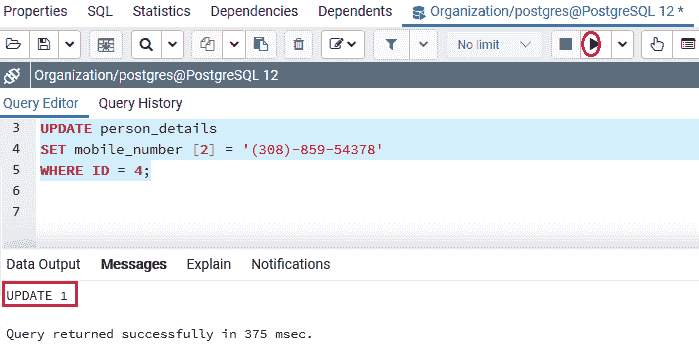 Properties SQL Statistics Dependencies Dependents Organization/postgres@PostgreSQL 12 *
No limit
Organization/postgres@PostgreSQL 12
Query Editor Query History
3 UPDATE person_details
4 SET mobile_number [2] = '(308)-859-54378'
5 WHERE ID = 4;
6
7
Data Output Messages Explain Notifications
UPDATE 1
Query returned successfully in 375 msec.